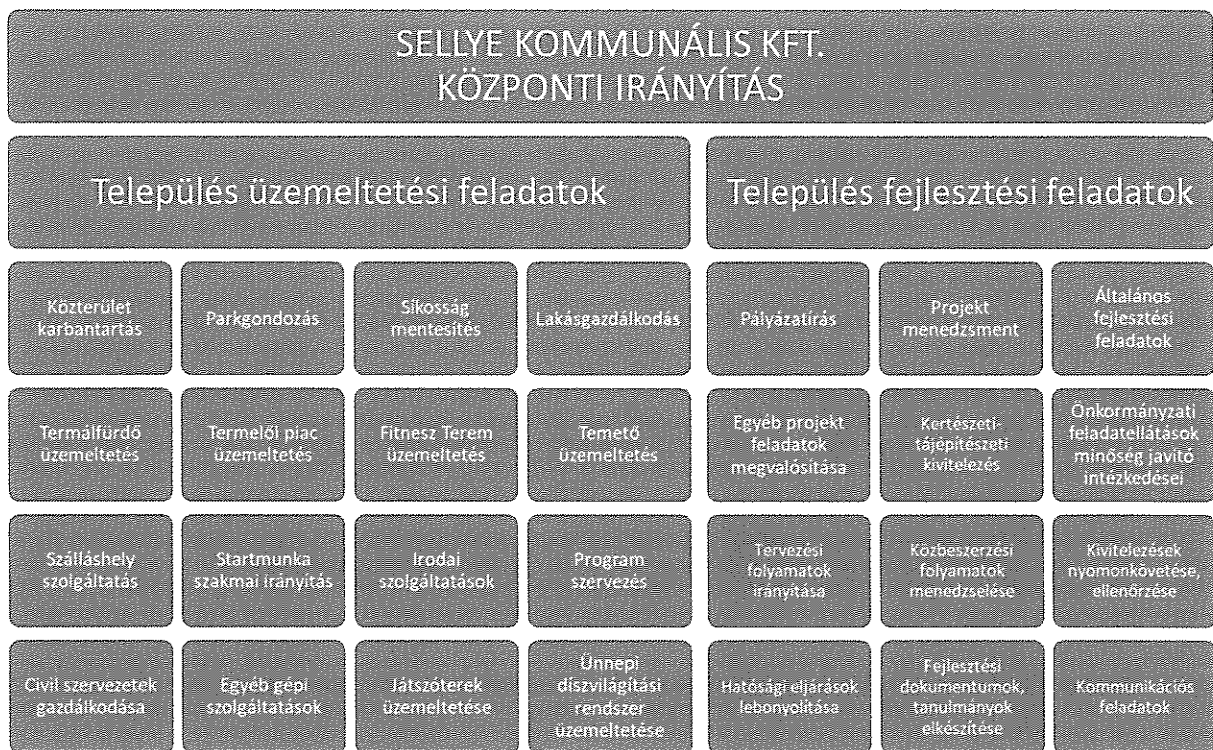 SELLYE KOMMUNÁLIS KFT.
KÖZPONTI IRÁNYÍTÁS
Település üzemeltetési feladatok
Település fejlesztési feladatok
Közterület
karbantartás
Parkgondozás
Síkosság
mentesítés
Lakásgazdálkodás
Pályázatírás
Projekt
menedzsment
Általános
fejlesztési
feladatok
Termálfürdő
üzemeltetés
Termelői piac
üzemeltetés
Fitnesz Terem
üzemeltetés
Temető
üzemeltetés
Egyéb projekt
feladatok
megvalósítása
Kertészeti-
tájépítészeti
kivitelezés
Önkormányzati
feladatellátások
minőség javító
intézkedései
Szálláshely
szolgáltatás
Startmunka
szakmai irányítás
Irodai
szolgáltatások
Program
szervezés
Tervezési
folyamatok
irányítása
Közbeszerzési
folyamatok
menedzselése
Kivitelezések
nyomonkövetése,
ellenőrzése
Civil szervezetek
gazdálkodása
Egyéb gépi
szolgáltatások
Játszóterek
üzemeltetése
Ünnepi
díszvilágítási
rendszer
üzemeltetése
Hatósági eljárások
lebonyolítása
Fejlesztési
dokumentumok,
tanulmányok
elkészítése
Kommunikációs
feladatok